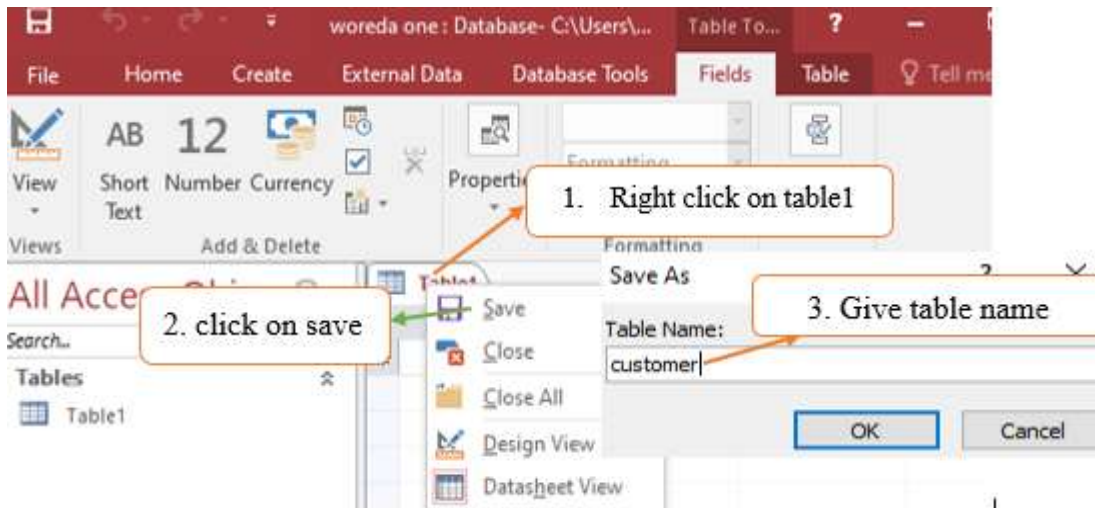 woreda one : Database- C:\Users\... Table To... ?
File Home Create External Data Database Tools Fields Table Tell me
AB 12
View Short Text Number Currency
Formatting
Views Add & Delete Formatting
1. Right click on table1
All Acce
Table1
2. click on save
Search...
Tables
Table1
Save
Close
Close All
Design View
Datasheet View
Save As ?
3. Give table name
Table Name:
customer
OK Cancel